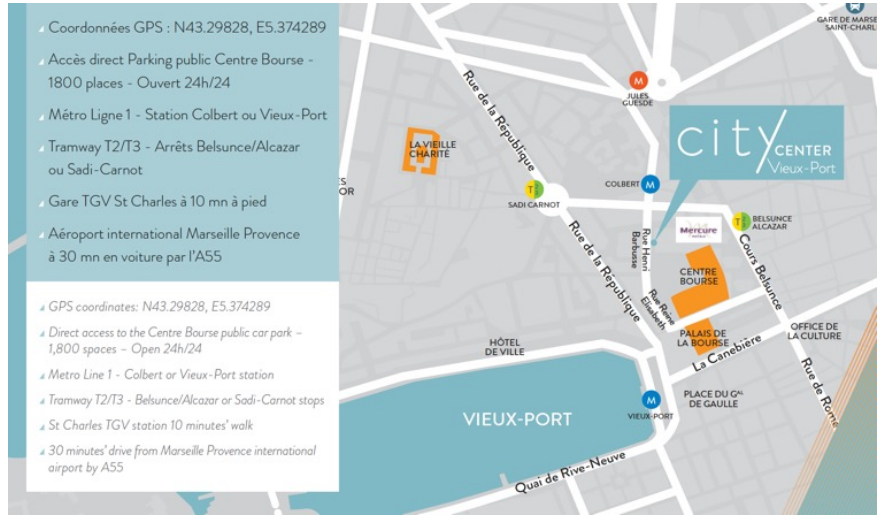 Coordonnées GPS : N43.29828, E5.374289
Accès direct Parking public Centre Bourse -
1800 places - Ouvert 24h/24
Métro Ligne 1 - Station Colbert ou Vieux-Port
Tramway T2/T3 - Arrêts Belsunce/Alcazar
ou Sadi-Carnot
Gare TGV St Charles à 10 mn à pied
Aéroport international Marseille Provence
à 30 mn en voiture par l'A55
GPS coordinates: N43.29828, E5.374289
Direct access to the Centre Bourse public car park –
1,800 spaces – Open 24h/24
Metro Line 1 - Colbert or Vieux-Port station
Tramway T2/T3 - Belsunce/Alcazar or Sadi-Carnot stops
St Charles TGV station 10 minutes' walk
30 minutes' drive from Marseille Provence international
airport by A55
GARE DE MARSE
SAINT-CHARL
Rue de la République
M
JULES
GUESDE
LA VIEILLE
CHARITÉ
city CENTER
Vieux-Port
ES
OR
COLBERT M
T
SADI CARNOT
Mercure
HOTELS
T
BELSUNCE
ALCAZAR
Rue Henri
Barbusse
Cours Belsunce
Rue de la République
CENTRE
BOURSE
Rue Reine
Elisabeth
PALAIS DE
LA BOURSE
OFFICE DE
LA CULTURE
HÔTEL
DE VILLE
La Canebière
Rue de Rome
PLACE DU GAL
DE GAULLE
M
VIEUX-PORT
VIEUX-PORT
Quai de Rive-Neuve